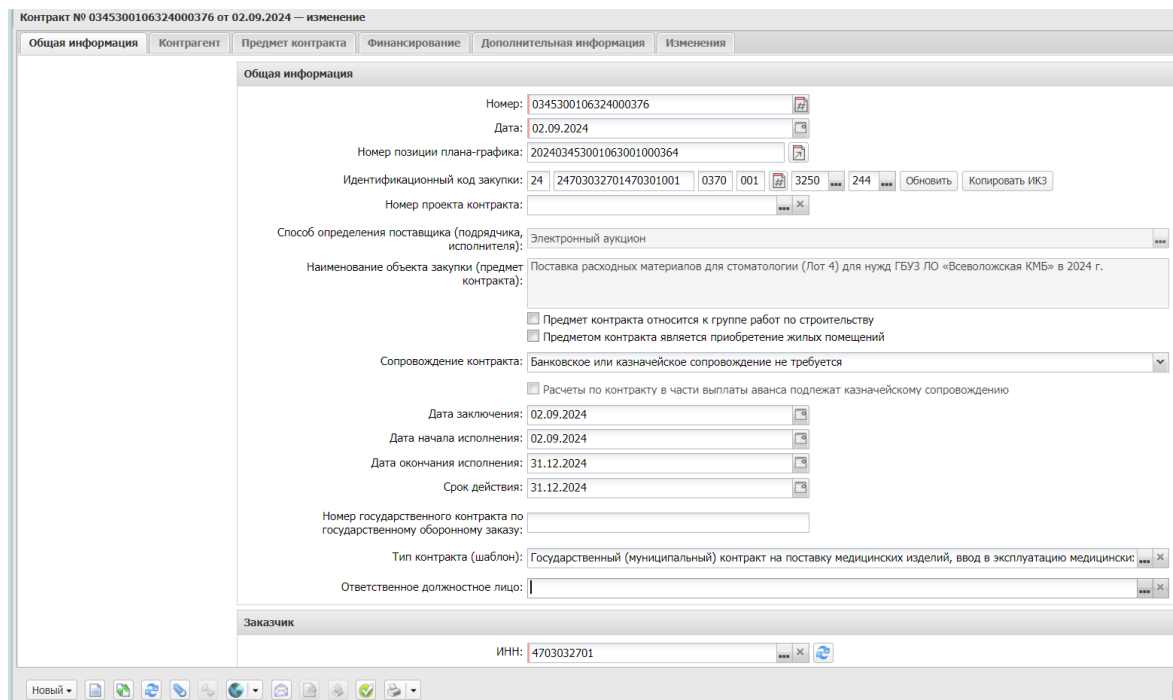 Контракт № 0345300106324000376 от 02.09.2024 — изменение
Общая информация Контрагент Предмет контракта Финансирование Дополнительная информация Изменения
Общая информация
Номер: 0345300106324000376
Дата: 02.09.2024
Номер позиции плана-графика: 202403453001063001000364
Идентификационный код закупки: 24 24703032701470301001 0370 001 3250 ... 244 ... Обновить Копировать ИКЗ
Номер проекта контракта:
Способ определения поставщика (подрядчика, исполнителя): Электронный аукцион
Наименование объекта закупки (предмет контракта): Поставка расходных материалов для стоматологии (Лот 4) для нужд ГБУЗ ЛО «Всеволожская КМБ» в 2024 г.
Предмет контракта относится к группе работ по строительству
Предметом контракта является приобретение жилых помещений
Сопровождение контракта: Банковское или казначейское сопровождение не требуется
Расчеты по контракту в части выплаты аванса подлежат казначейскому сопровождению
Дата заключения: 02.09.2024
Дата начала исполнения: 02.09.2024
Дата окончания исполнения: 31.12.2024
Срок действия: 31.12.2024
Номер государственного контракта по государственному оборонному заказу:
Тип контракта (шаблон): Государственный (муниципальный) контракт на поставку медицинских изделий, ввод в эксплуатацию медицински
Ответственное должностное лицо:
Заказчик
ИНН: 4703032701
Новый